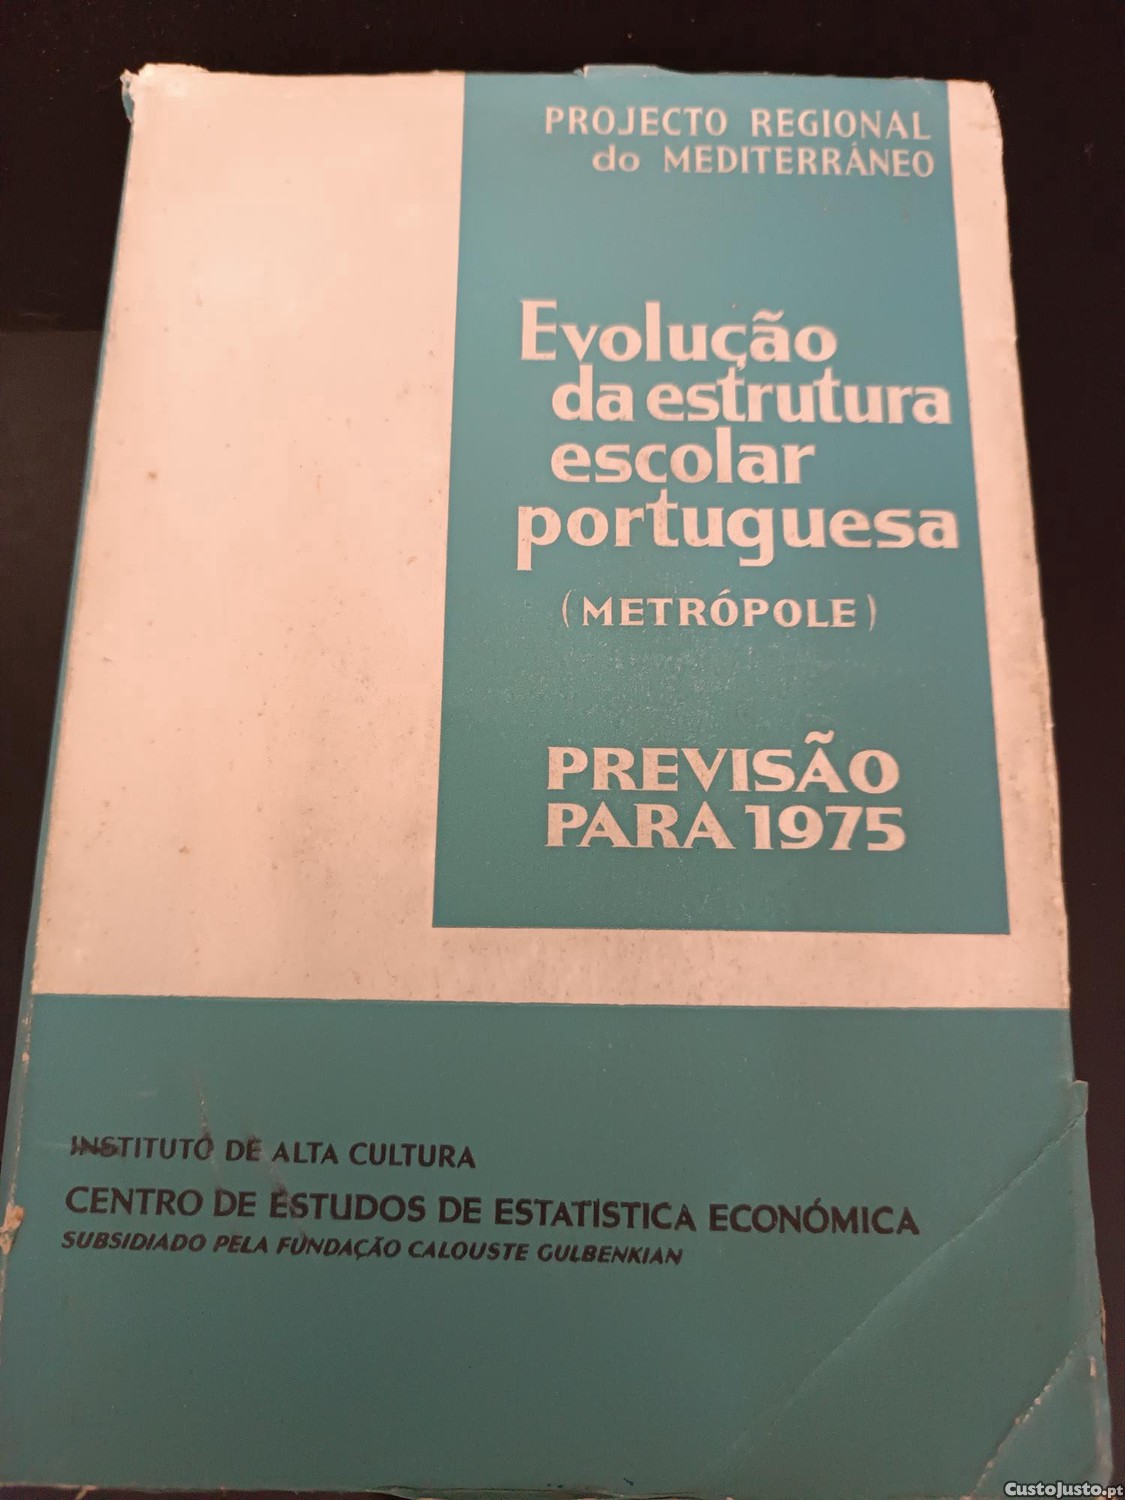 PROJECTO REGIONAL
do MEDITERRÂNEO
Evolução
da estrutura
escolar
portuguesa
(METRÓPOLE)
PREVISÃO
PARA 1975
INSTITUTO DE ALTA CULTURA
CENTRO DE ESTUDOS DE ESTATÍSTICA ECONÓMICA
SUBSIDIADO PELA FUNDAÇÃO CALOUSTE GULBENKIAN
CustoJusto.pt